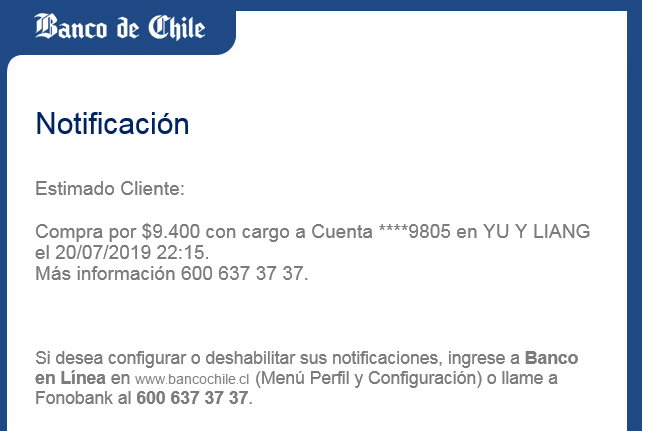 Banco de Chile
Notificación
Estimado Cliente:
Compra por $9.400 con cargo a Cuenta ****9805 en YU Y LIANG
el 20/07/2019 22:15.
Más información 600 637 37 37.
Si desea configurar o deshabilitar sus notificaciones, ingrese a Banco
en Línea en www.bancochile.cl (Menú Perfil y Configuración) o llame a
Fonobank al 600 637 37 37.